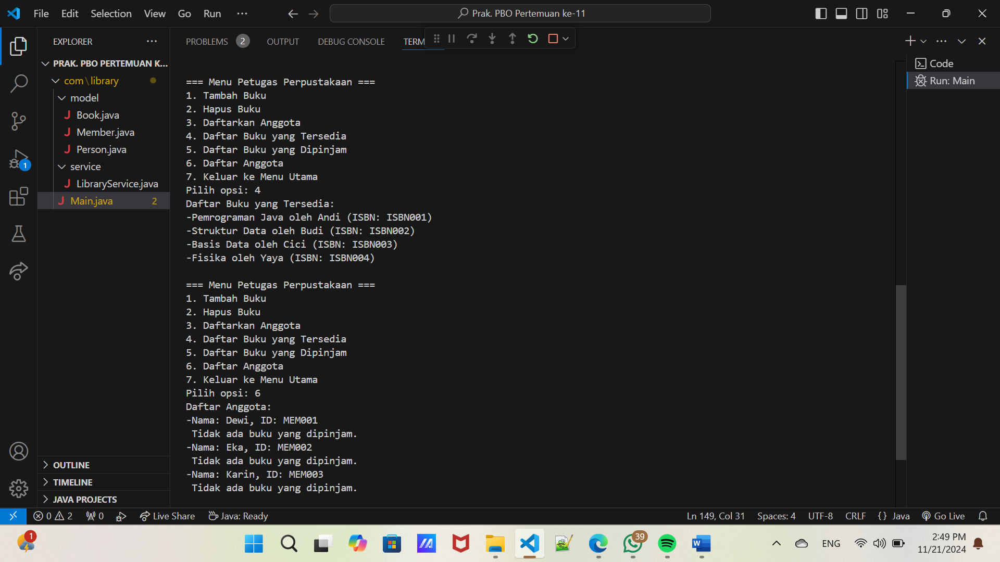 File Edit Selection View Go Run ···
Prak. PBO Pertemuan ke-11
EXPLORER
PROBLEMS 2 OUTPUT DEBUG CONSOLE TERM
PRAK. PBO PERTEMUAN K...
com\library
model
Book.java
Member.java
Person.java
service
LibraryService.java
Main.java 2
OUTLINE
TIMELINE
JAVA PROJECTS
=== Menu Petugas Perpustakaan ===
1. Tambah Buku
2. Hapus Buku
3. Daftarkan Anggota
4. Daftar Buku yang Tersedia
5. Daftar Buku yang Dipinjam
6. Daftar Anggota
7. Keluar ke Menu Utama
Pilih opsi: 4
Daftar Buku yang Tersedia:
-Pemrograman Java oleh Andi (ISBN: ISBN001)
-Struktur Data oleh Budi (ISBN: ISBN002)
-Basis Data oleh Cici (ISBN: ISBN003)
-Fisika oleh Yaya (ISBN: ISBN004)
=== Menu Petugas Perpustakaan ===
1. Tambah Buku
2. Hapus Buku
3. Daftarkan Anggota
4. Daftar Buku yang Tersedia
5. Daftar Buku yang Dipinjam
6. Daftar Anggota
7. Keluar ke Menu Utama
Pilih opsi: 6
Daftar Anggota:
-Nama: Dewi, ID: MEM001
Tidak ada buku yang dipinjam.
-Nama: Eka, ID: MEM002
Tidak ada buku yang dipinjam.
-Nama: Karin, ID: MEM003
Tidak ada buku yang dipinjam.
Code
Run: Main
1
0 2 0 Live Share Java: Ready
Ln 149, Col 31 Spaces: 4 UTF-8 CRLF {} Java Go Live
1
39
W
ENG
2:49 PM
11/21/2024